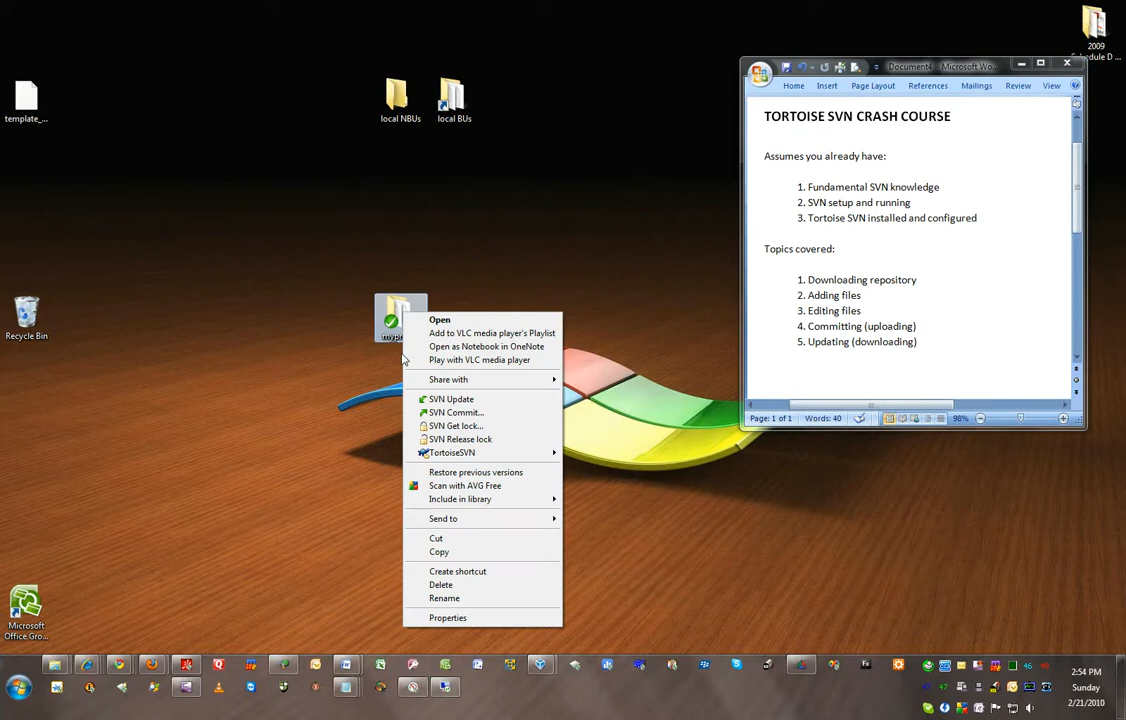 2009
Schedule D ...
template_...
local NBUs
local BUs
Document4 - Microsoft Wo...
Home Insert Page Layout References Mailings Review View
TORTOISE SVN CRASH COURSE
Assumes you already have:
1. Fundamental SVN knowledge
2. SVN setup and running
3. Tortoise SVN installed and configured
Topics covered:
1. Downloading repository
2. Adding files
3. Editing files
4. Committing (uploading)
5. Updating (downloading)
Page: 1 of 1 Words: 40 98%
Recycle Bin
Open
Add to VLC media player's Playlist
Open as Notebook in OneNote
Play with VLC media player
Share with
SVN Update
SVN Commit...
SVN Get lock...
SVN Release lock
TortoiseSVN
Restore previous versions
Scan with AVG Free
Include in library
Send to
Cut
Copy
Create shortcut
Delete
Rename
Properties
Microsoft
Office Gro...
2:54 PM
Sunday
2/21/2010